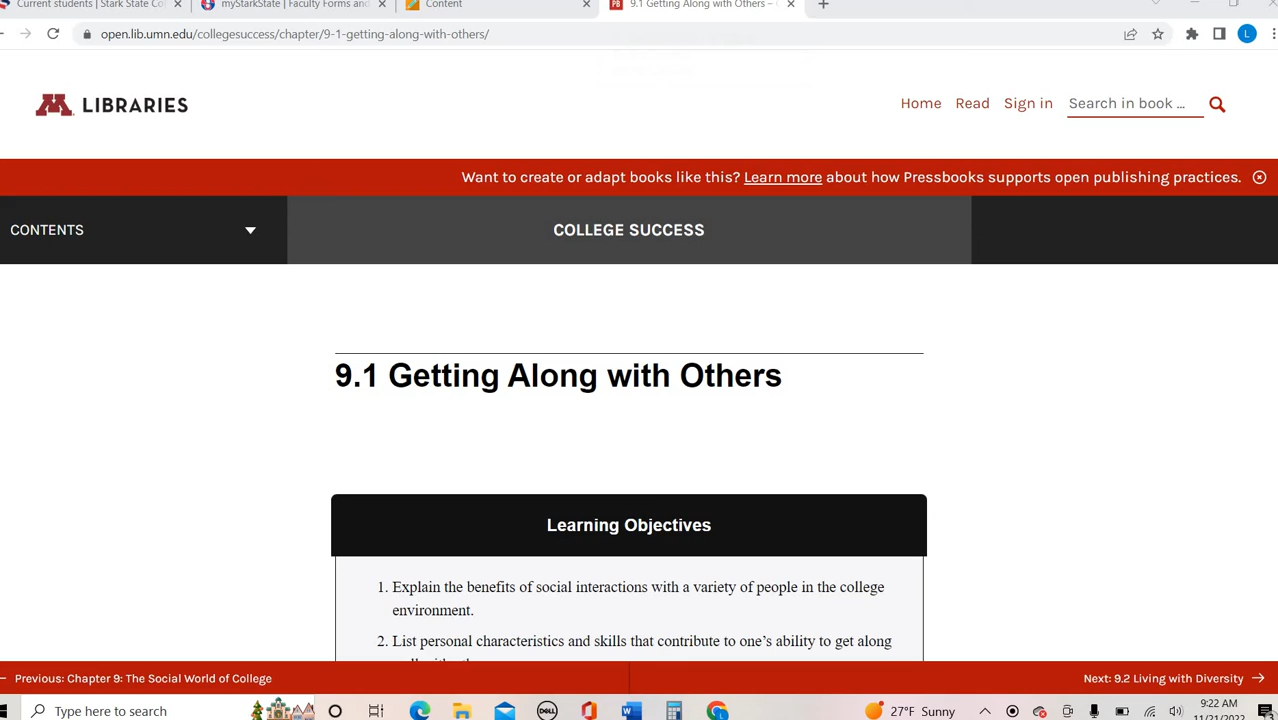 Current students | Stark State Col
myStarkState | Faculty Forms and
Content
9.1 Getting Along with Others –
open.lib.umn.edu/collegesuccess/chapter/9-1-getting-along-with-others/
L
LIBRARIES
Home Read Sign in Search in book ...
Want to create or adapt books like this? Learn more about how Pressbooks supports open publishing practices.
CONTENTS
COLLEGE SUCCESS
9.1 Getting Along with Others
Learning Objectives
1. Explain the benefits of social interactions with a variety of people in the college
environment.
2. List personal characteristics and skills that contribute to one's ability to get along
Previous: Chapter 9: The Social World of College
Next: 9.2 Living with Diversity
Type here to search
DELL
27°F Sunny
9:22 AM